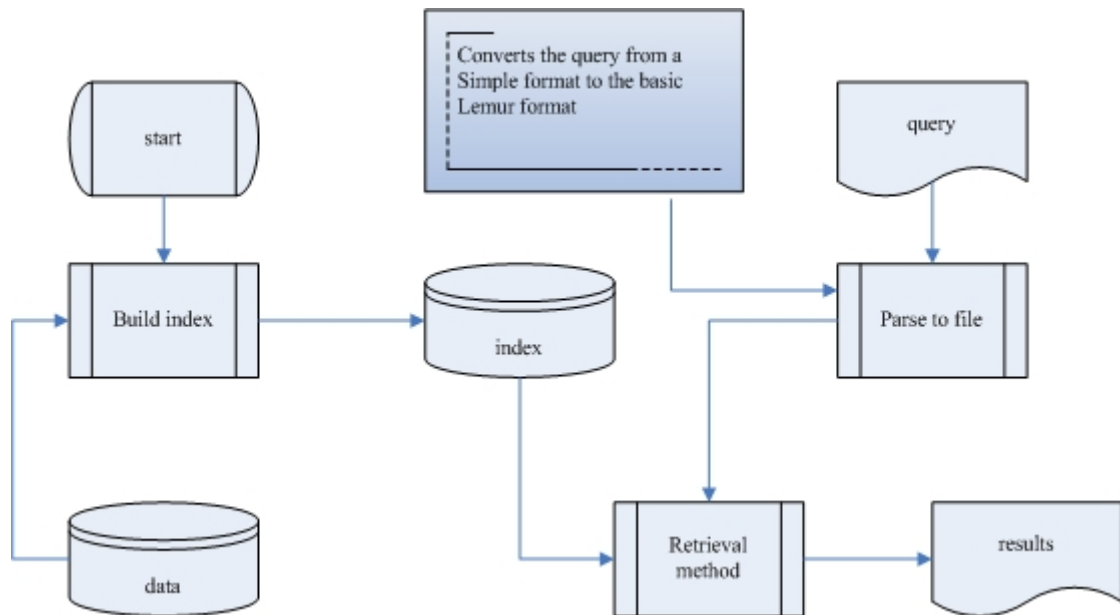 Converts the query from a
Simple format to the basic
Lemur format
start
query
Build index
index
Parse to file
data
Retrieval
method
results